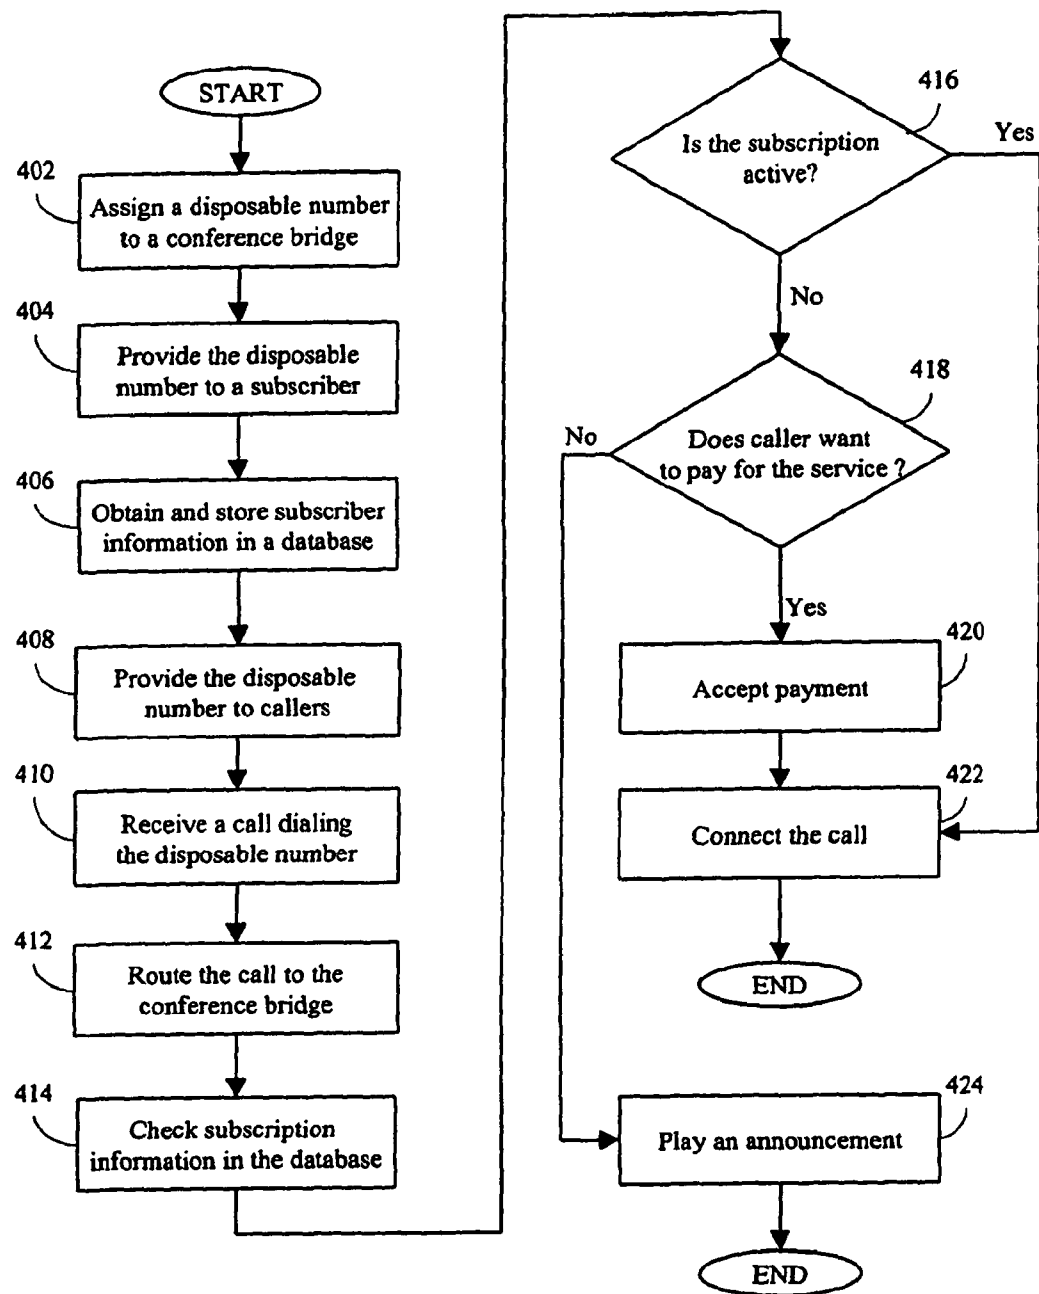 START
402
Assign a disposable number
to a conference bridge
404
Provide the disposable
number to a subscriber
406
Obtain and store subscriber
information in a database
408
Provide the disposable
number to callers
410
Receive a call dialing
the disposable number
412
Route the call to the
conference bridge
414
Check subscription
information in the database
416
Is the subscription
active?
Yes
No
418
Does caller want
to pay for the service ?
No
Yes
420
Accept payment
422
Connect the call
END
424
Play an announcement
END